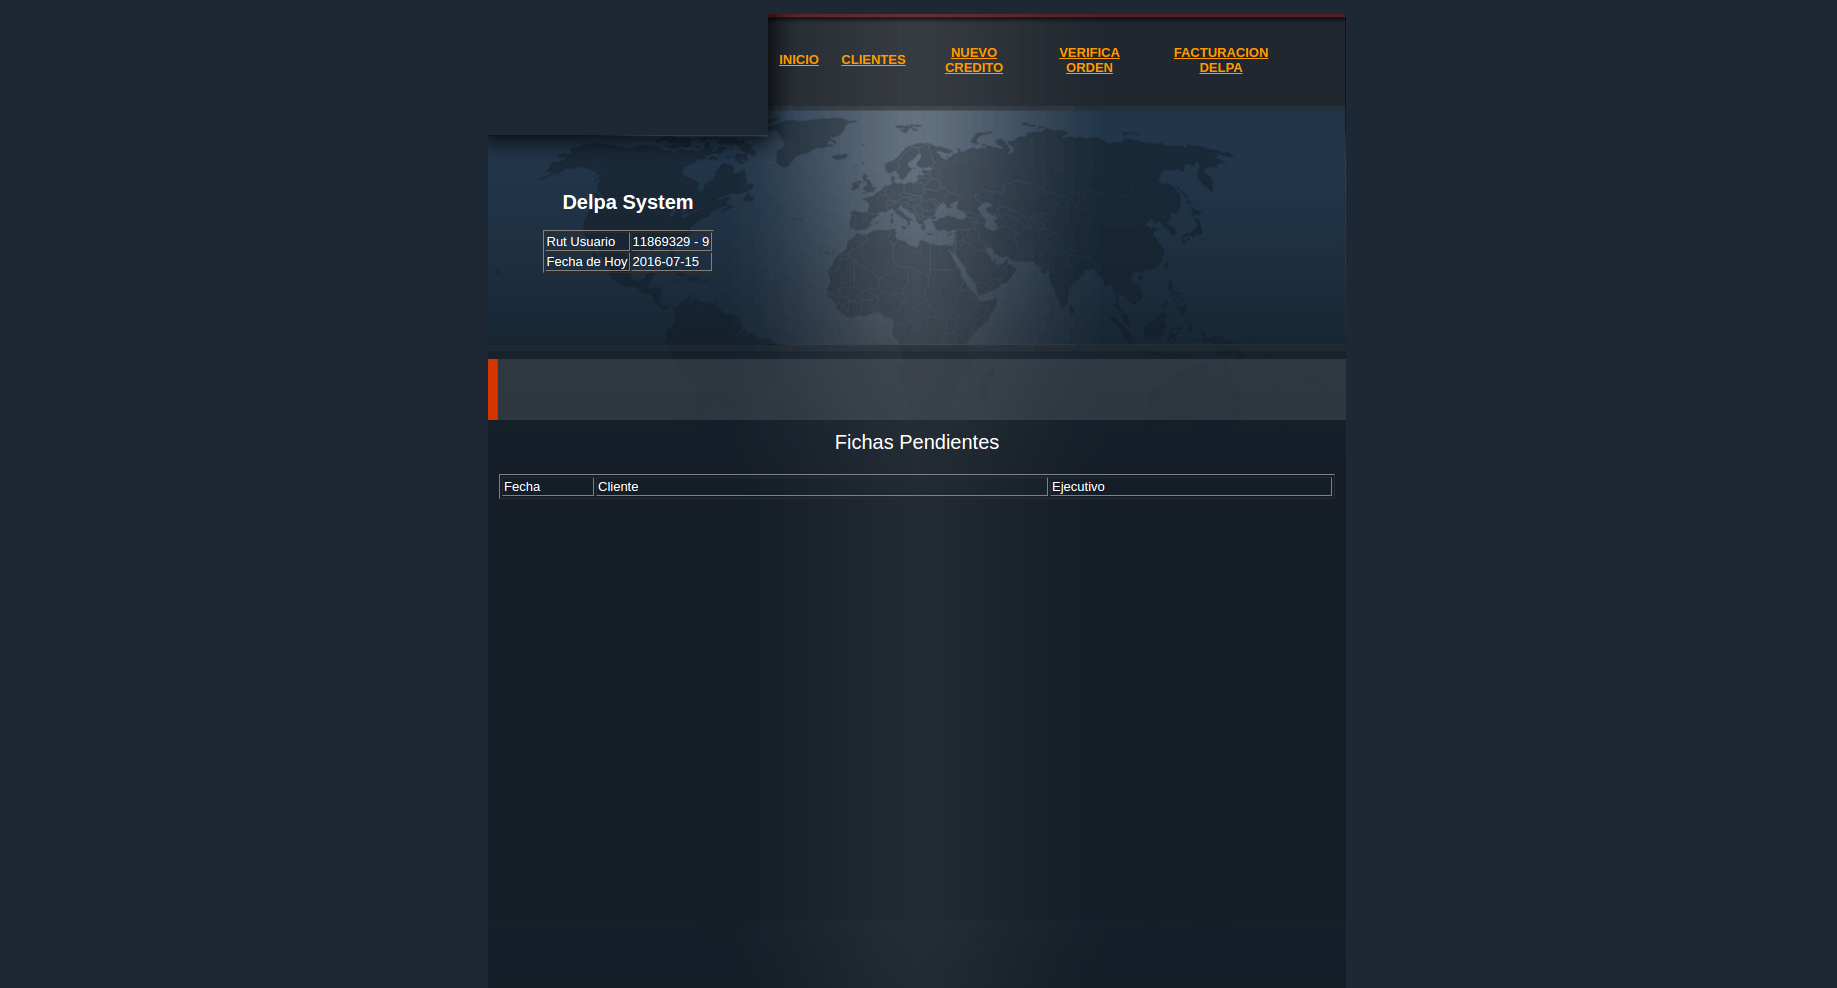 INICIO CLIENTES NUEVO CREDITO VERIFICA ORDEN FACTURACION DELPA
Delpa System
Rut Usuario 11869329 - 9
Fecha de Hoy 2016-07-15
Fichas Pendientes
Fecha Cliente Ejecutivo